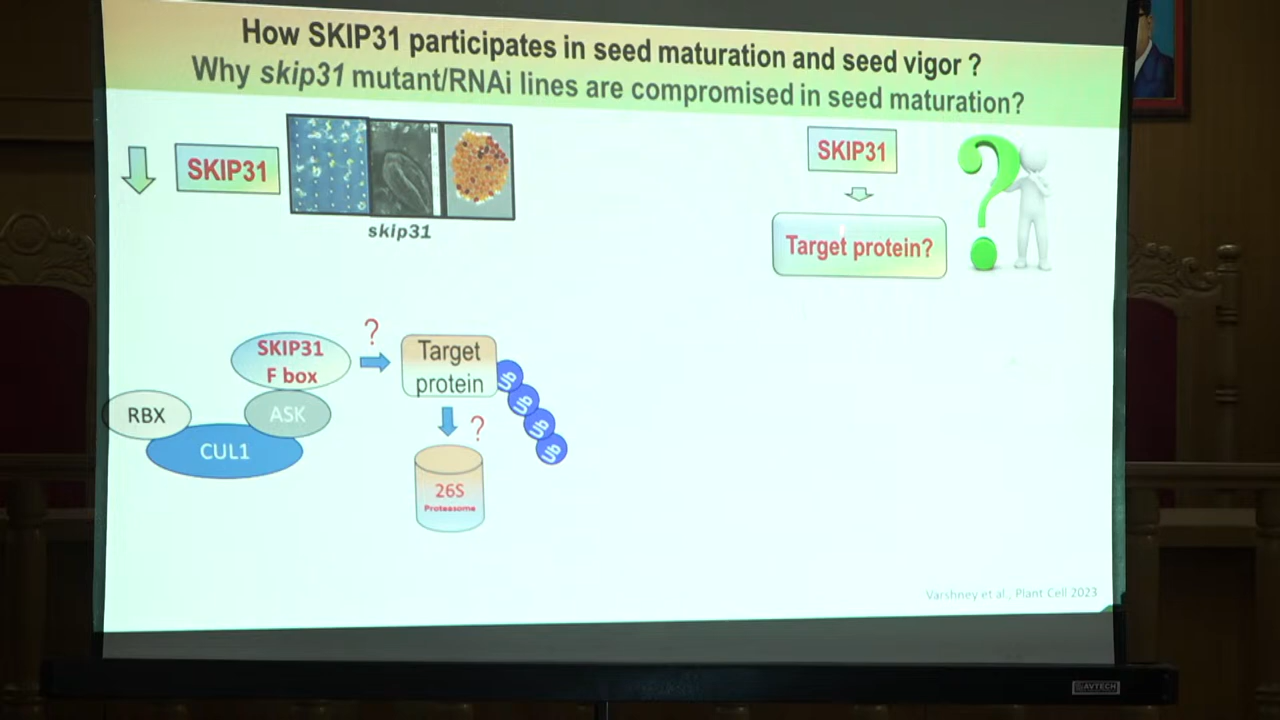 How SKIP31 participates in seed maturation and seed vigor ?
Why skip31 mutant/RNAi lines are compromised in seed maturation?
SKIP31
skip31
SKIP31
Target protein?
SKIP31
F box
?
Target
protein
Ub
Ub
Ub
Ub
RBX
ASK
CUL1
?
26S
Proteasome
Varshney et al., Plant Cell 2023
AVTECH